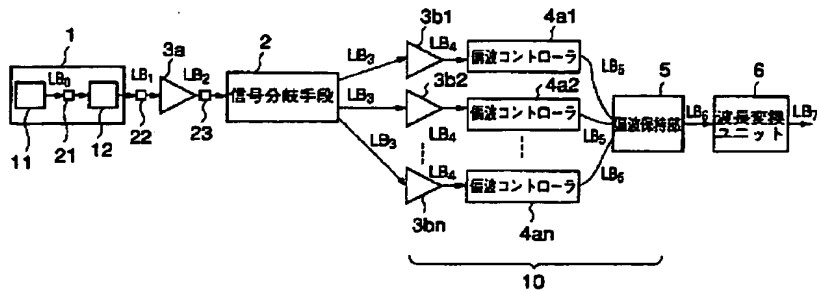 1
LB₀
11
21
12
LB₁
22
3a
LB₂
23
2
信号分岐手段
LB₃
LB₃
LB₃
3b1
LB₄
3b2
LB₄
LB₄
3bn
4a1
偏波コントローラ
4a2
偏波コントローラ
偏波コントローラ
4an
LB₅
LB₅
LB₅
5
偏波保持部
LB₆
6
波長変換
ユニット
LB₇
10